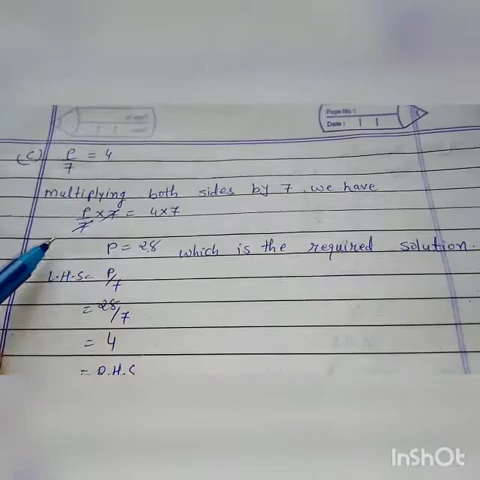 Page No.:
Date:
(c) P/7 = 4
Multiplying both sides by 7, we have
P/7 × 7 = 4×7
P = 28 which is the required solution.
L.H.S = P/7
= 28/7
= 4
= R.H.S
InShOt